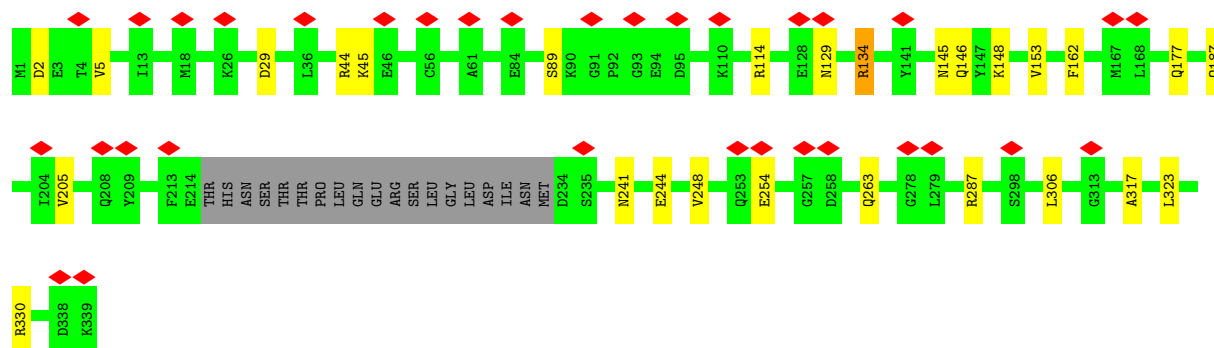 M1 D2 E3 T4 V5 I13 M18 K26 D29 L36 R44 K45 E46 C56 A61 E84 S89 K90 G91 P92 G93 E94 D95 K110 R114 E128 N129 R134 Y141 N145 Q146 Y147 K148 V153 F162 M167 L168 Q177
I204 V205 Q208 Y209 F213 E214 THR HIS ASN SER THR THR PRO LEU GLN GLU ARG SER LEU GLY LEU ASP ILE ASN MET D234 S235 N241 E244 V248 Q253 E254 G257 D258 Q263 G278 L279 R287 S298 L306 G313 A317 L323
R330 D338 K339